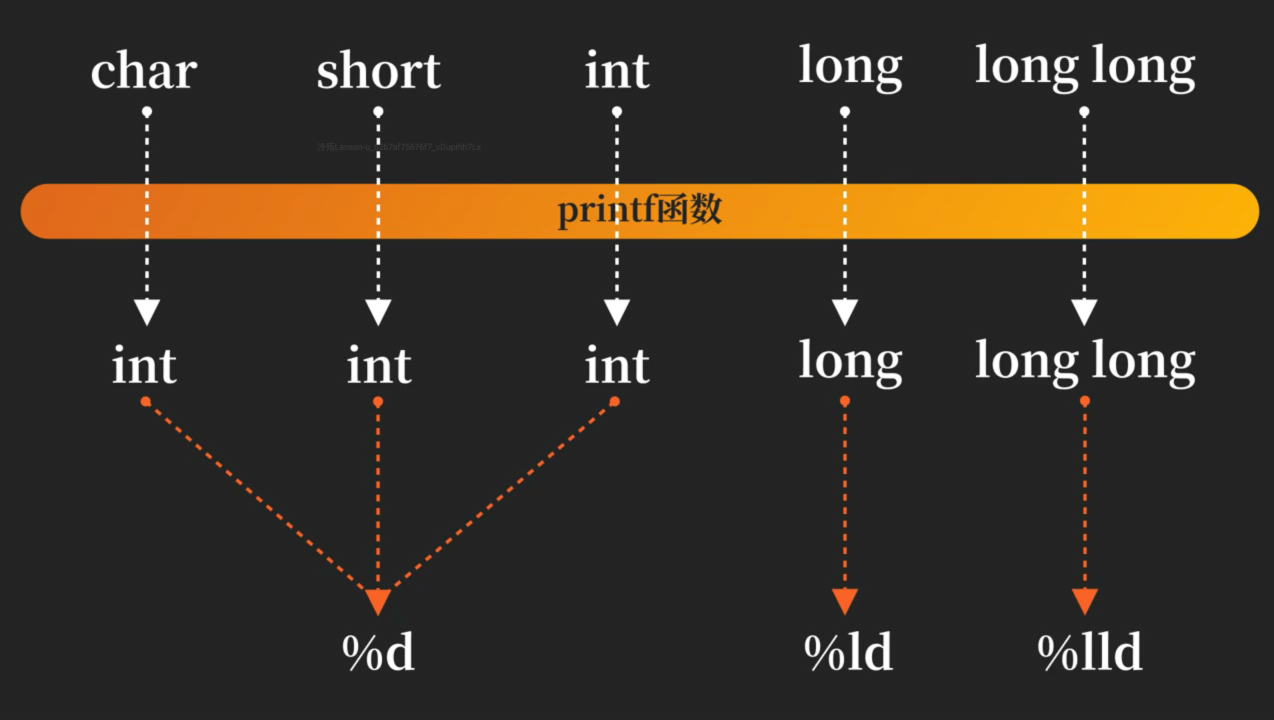 char short int long long long
printf函数
int int int long long long
%d %ld %lld